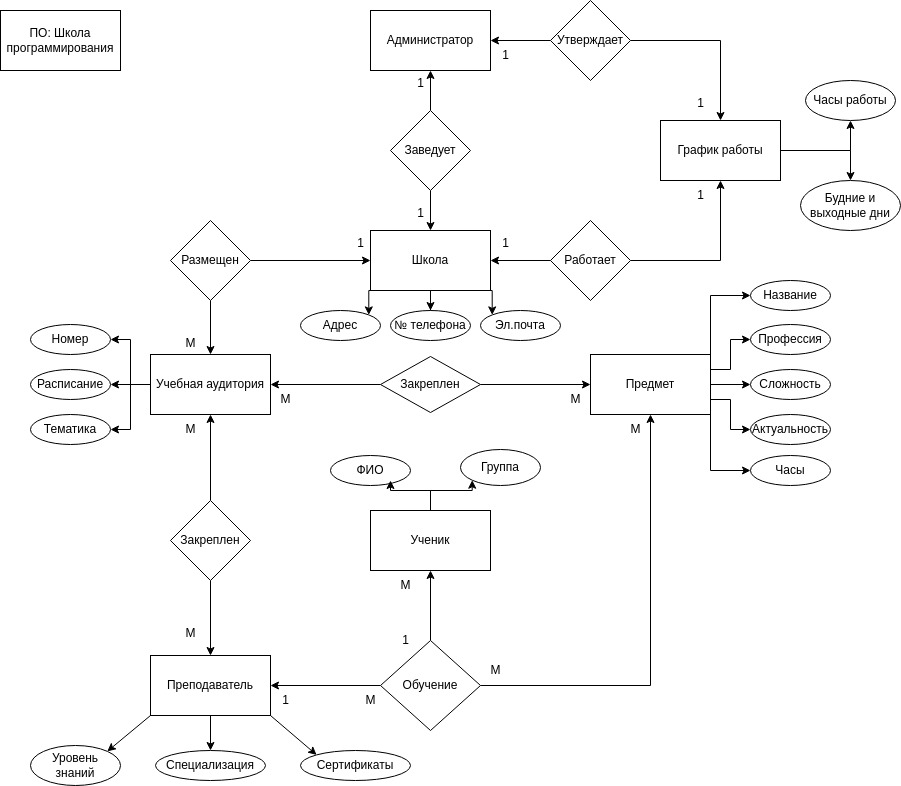 ПО: Школа
программирования
Администратор
Утверждает
1
1
1
Часы работы
График работы
Заведует
Будние и
выходные дни
1
1
Размещен
1
Школа
1
Работает
Адрес
№ телефона
Эл.почта
Название
Номер
М
Профессия
Расписание
Учебная аудитория
Закреплен
Предмет
Сложность
М
М
Тематика
М
М
Актуальность
ФИО
Группа
Часы
Закреплен
Ученик
М
М
1
М
Преподаватель
Обучение
1
М
Уровень
знаний
Специализация
Сертификаты